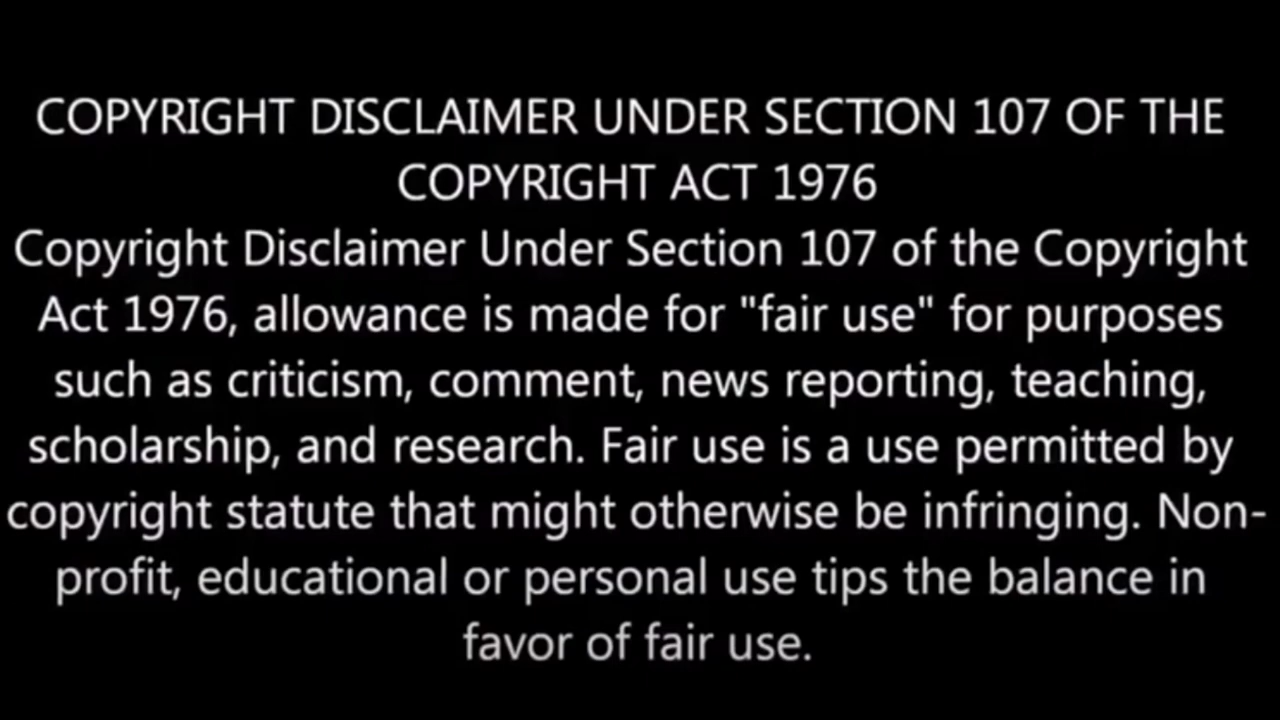 COPYRIGHT DISCLAIMER UNDER SECTION 107 OF THE
COPYRIGHT ACT 1976
Copyright Disclaimer Under Section 107 of the Copyright
Act 1976, allowance is made for "fair use" for purposes
such as criticism, comment, news reporting, teaching,
scholarship, and research. Fair use is a use permitted by
copyright statute that might otherwise be infringing. Non-
profit, educational or personal use tips the balance in
favor of fair use.